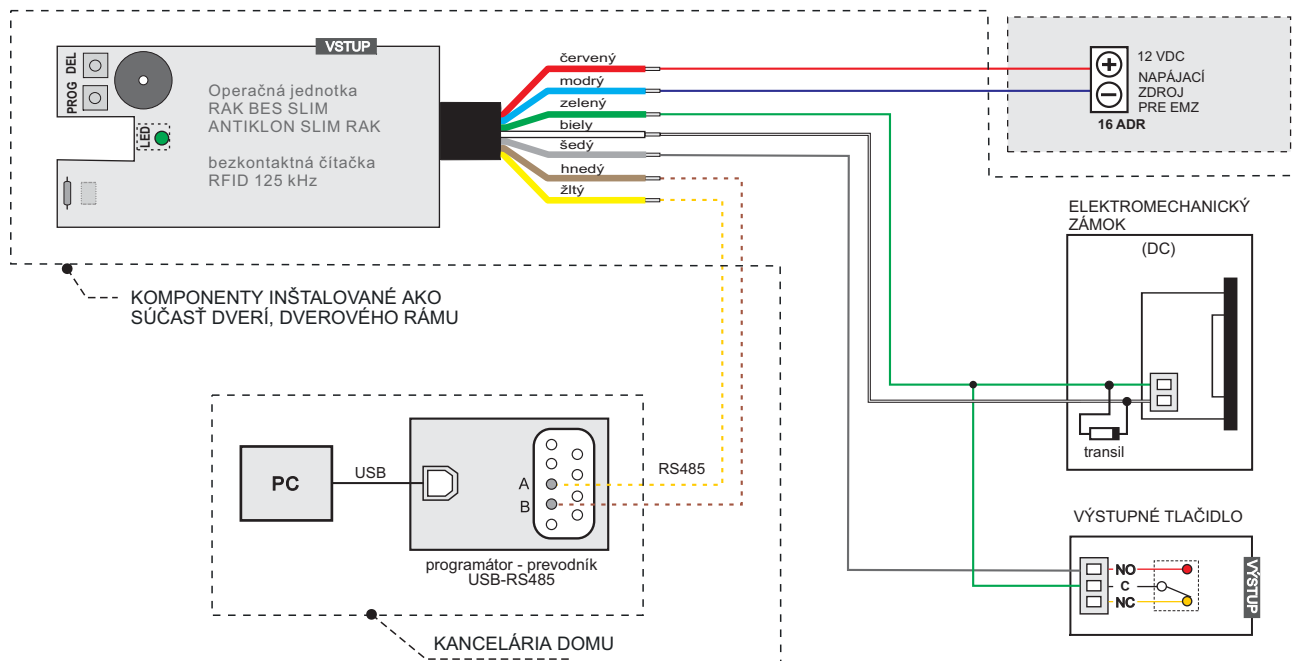 VSTUP
DEL
PROG
LED
Operačná jednotka
RAK BES SLIM
ANTIKLON SLIM RAK
bezkontaktná čítačka
RFID 125 kHz
červený
modrý
zelený
biely
šedý
hnedý
žltý
12 VDC
NAPÁJACÍ
ZDROJ
PRE EMZ
16 ADR
ELEKTROMECHANICKÝ
ZÁMOK
(DC)
transil
KOMPONENTY INŠTALOVANÉ AKO
SÚČASŤ DVERÍ, DVEROVÉHO RÁMU
PC
USB
A
B
RS485
programátor - prevodník
USB-RS485
KANCELÁRIA DOMU
VÝSTUPNÉ TLAČIDLO
NO
C
NC
VÝSTUP